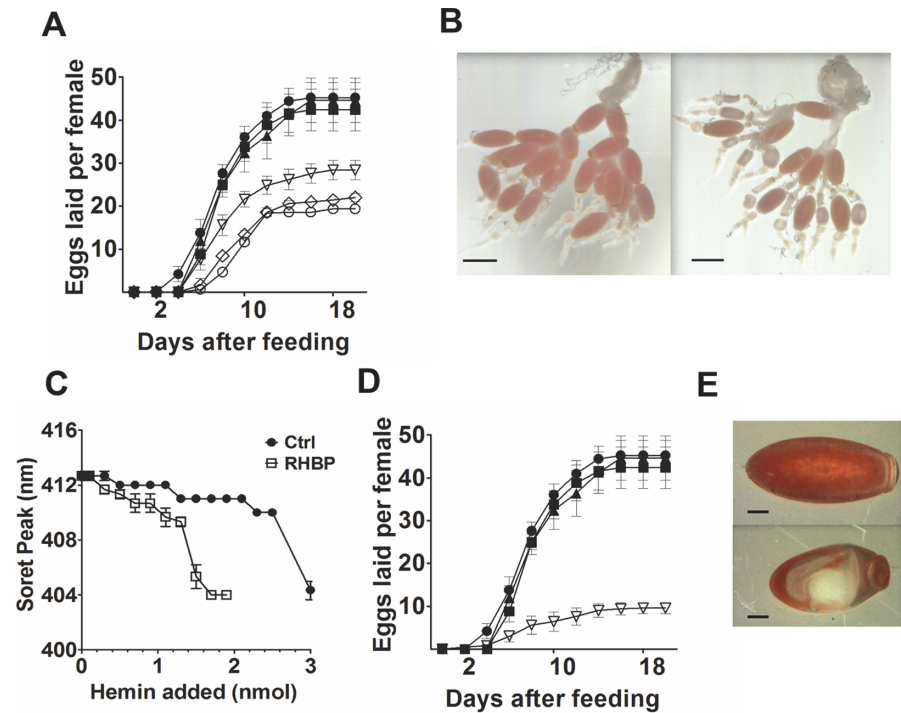 A
B
50
40
30
20
10
Eggs laid per female
2
10
18
Days after feeding
C
D
E
416
412
408
404
400
Soret Peak (nm)
Ctrl
RHBP
0
1
2
3
Hemin added (nmol)
50
40
30
20
10
Eggs laid per female
2
10
18
Days after feeding